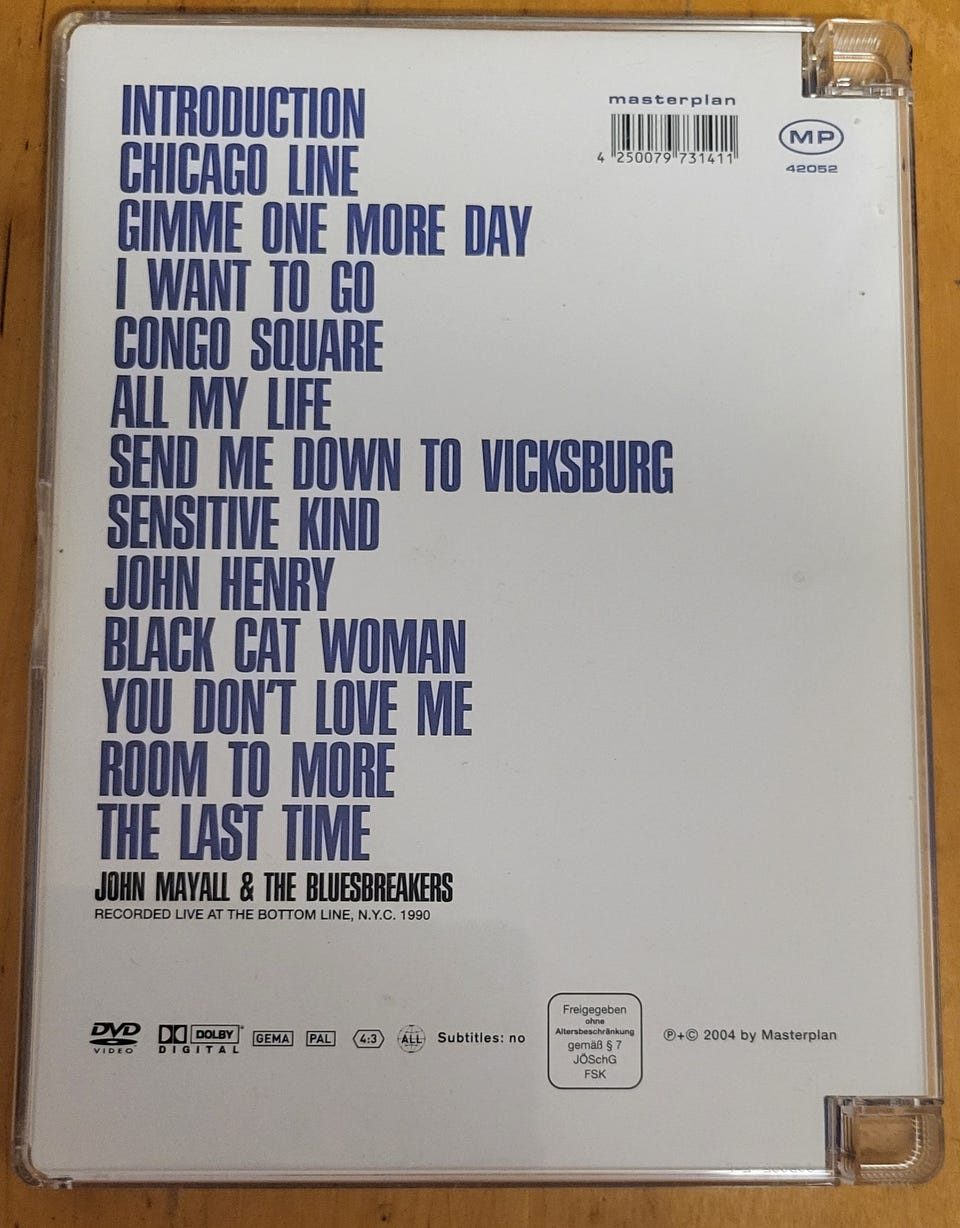 INTRODUCTION
CHICAGO LINE
GIMME ONE MORE DAY
I WANT TO GO
CONGO SQUARE
ALL MY LIFE
SEND ME DOWN TO VICKSBURG
SENSITIVE KIND
JOHN HENRY
BLACK CAT WOMAN
YOU DON'T LOVE ME
ROOM TO MORE
THE LAST TIME
JOHN MAYALL & THE BLUESBREAKERS
RECORDED LIVE AT THE BOTTOM LINE, N.Y.C. 1990
masterplan
4 250079 731411
MP
42052
DVD
VIDEO
DOLBY
DIGITAL
GEMA
PAL
4:3
ALL
Subtitles: no
Freigegeben
ohne
Altersbeschränkung
gemäß § 7
JÖSchG
FSK
℗+© 2004 by Masterplan